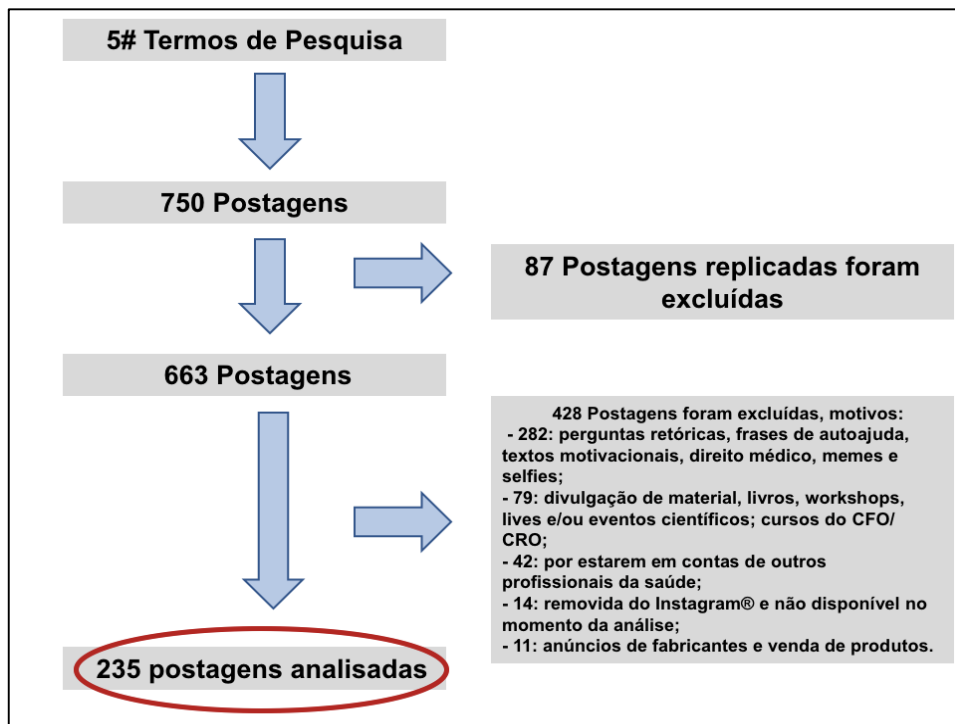 5# Termos de Pesquisa
750 Postagens
87 Postagens replicadas foram
excluídas
663 Postagens
428 Postagens foram excluídas, motivos:
- 282: perguntas retóricas, frases de autoajuda,
textos motivacionais, direito médico, memes e
selfies;
- 79: divulgação de material, livros, workshops,
lives e/ou eventos científicos; cursos do CFO/
CRO;
- 42: por estarem em contas de outros
profissionais da saúde;
- 14: removida do Instagram® e não disponível no
momento da análise;
- 11: anúncios de fabricantes e venda de produtos.
235 postagens analisadas